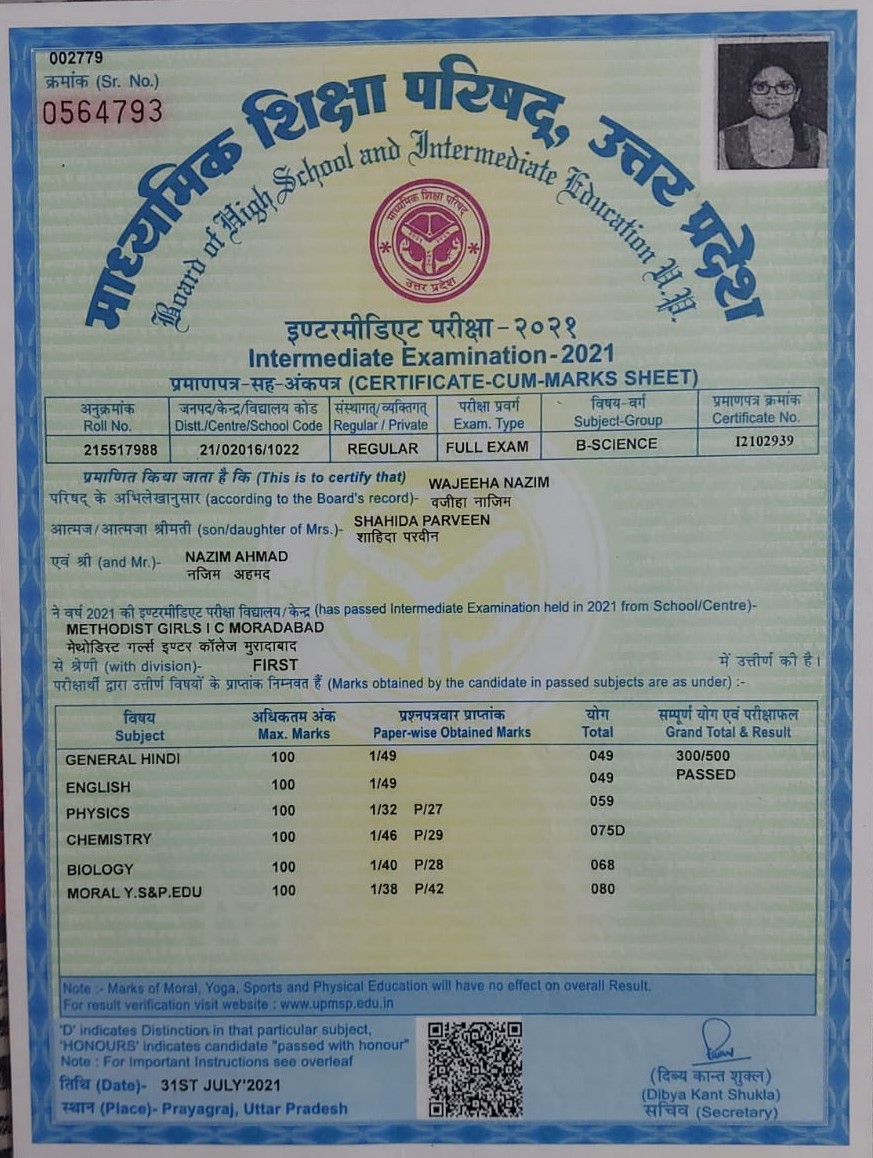 002779
क्रमांक (Sr. No.)
0564793
माध्यमिक शिक्षा परिषद्, उत्तर प्रदेश
Board of High School and Intermediate Education U.P.
माध्यमिक शिक्षा परिषद्
उत्तर प्रदेश
इण्टरमीडिएट परीक्षा - २०२१
Intermediate Examination - 2021
प्रमाणपत्र-सह-अंकपत्र (CERTIFICATE-CUM-MARKS SHEET)
अनुक्रमांक जनपद/केन्द्र/विद्यालय कोड संस्थागत/व्यक्तिगत् परीक्षा प्रवर्ग विषय-वर्ग प्रमाणपत्र क्रमांक
Roll No. Distt./Centre/School Code Regular / Private Exam. Type Subject-Group Certificate No.
215517988 21/02016/1022 REGULAR FULL EXAM B-SCIENCE I2102939
प्रमाणित किया जाता है कि (This is to certify that) WAJEEHA NAZIM
परिषद् के अभिलेखानुसार (according to the Board's record)- वजीहा नाजिम
आत्मज/आत्मजा श्रीमती (son/daughter of Mrs.)- SHAHIDA PARVEEN
शाहिदा परवीन
एवं श्री (and Mr.)- NAZIM AHMAD
नजिम अहमद
ने वर्ष 2021 की इण्टरमीडिएट परीक्षा विद्यालय/केन्द्र (has passed Intermediate Examination held in 2021 from School/Centre)-
METHODIST GIRLS I C MORADABAD
मेथोडिस्ट गर्ल्स इण्टर कॉलेज मुरादाबाद
से श्रेणी (with division)- FIRST में उत्तीर्ण की है।
परीक्षार्थी द्वारा उत्तीर्ण विषयों के प्राप्तांक निम्नवत हैं (Marks obtained by the candidate in passed subjects are as under) :-
विषय अधिकतम अंक प्रश्नपत्रवार प्राप्तांक योग सम्पूर्ण योग एवं परीक्षाफल
Subject Max. Marks Paper-wise Obtained Marks Total Grand Total & Result
GENERAL HINDI 100 1/49 049 300/500
ENGLISH 100 1/49 049 PASSED
PHYSICS 100 1/32 P/27 059
CHEMISTRY 100 1/46 P/29 075D
BIOLOGY 100 1/40 P/28 068
MORAL Y.S&P.EDU 100 1/38 P/42 080
Note :- Marks of Moral, Yoga, Sports and Physical Education will have no effect on overall Result.
For result verification visit website : www.upmsp.edu.in
'D' indicates Distinction in that particular subject,
'HONOURS' indicates candidate "passed with honour"
Note : For Important Instructions see overleaf
तिथि (Date)- 31ST JULY'2021
स्थान (Place)- Prayagraj, Uttar Pradesh
(दिब्य कान्त शुक्ल)
(Dibya Kant Shukla)
सचिव (Secretary)